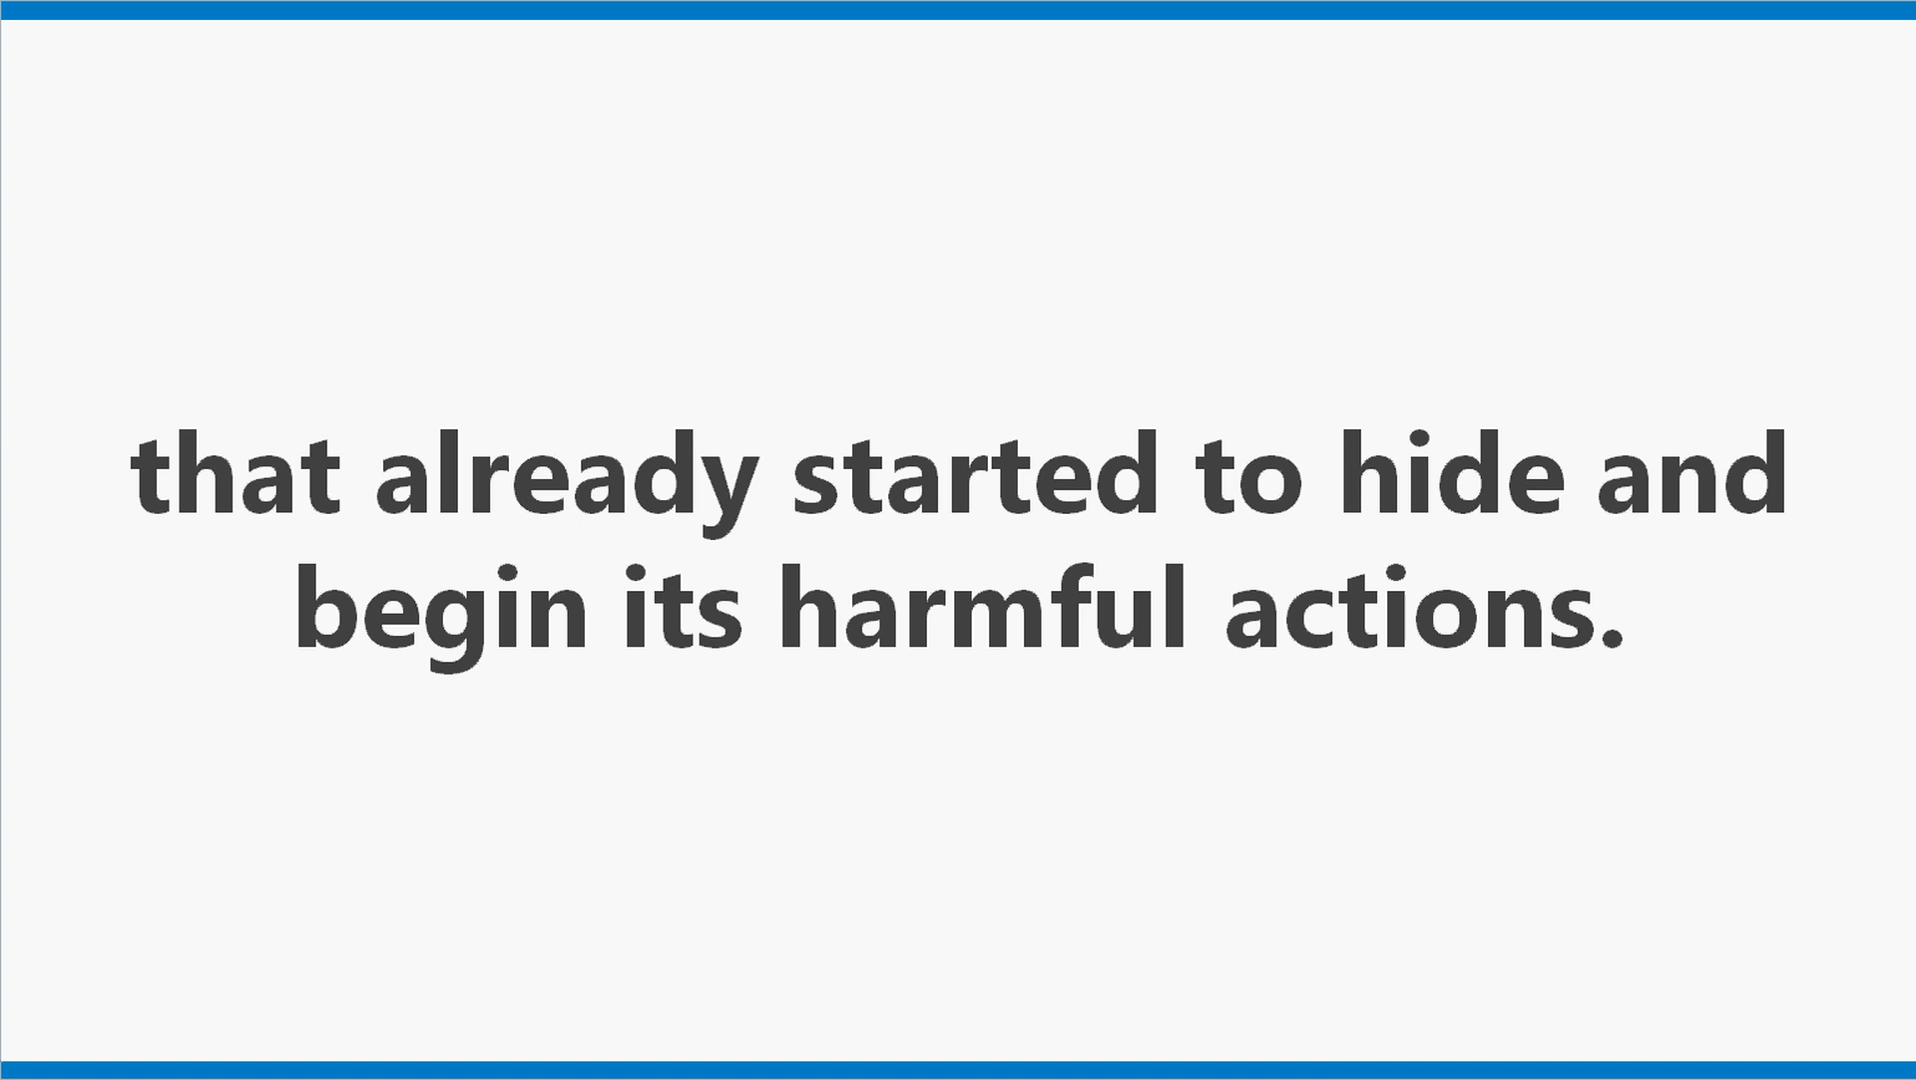 that already started to hide and
begin its harmful actions.